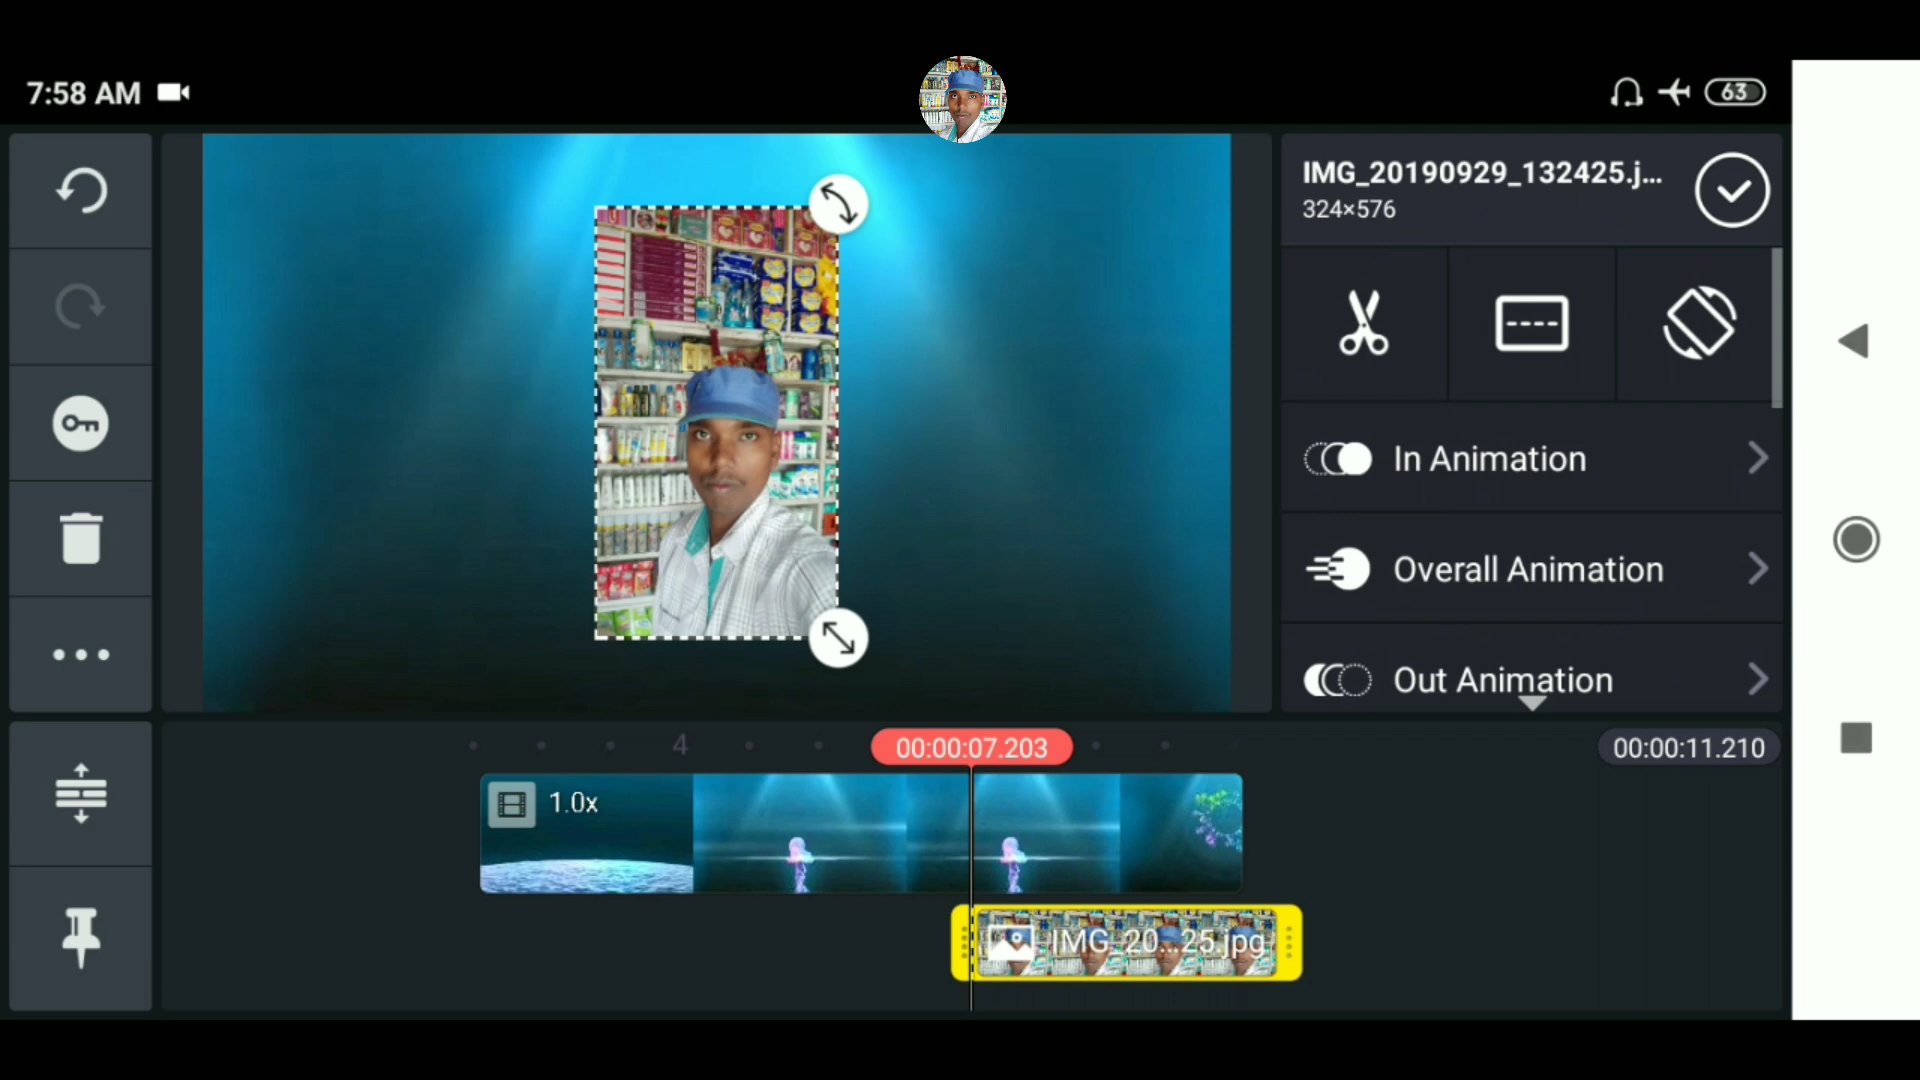 7:58 AM
63
IMG_20190929_132425.j...
324×576
In Animation
Overall Animation
Out Animation
4
00:00:07.203
00:00:11.210
1.0x
IMG_20...25.jpg